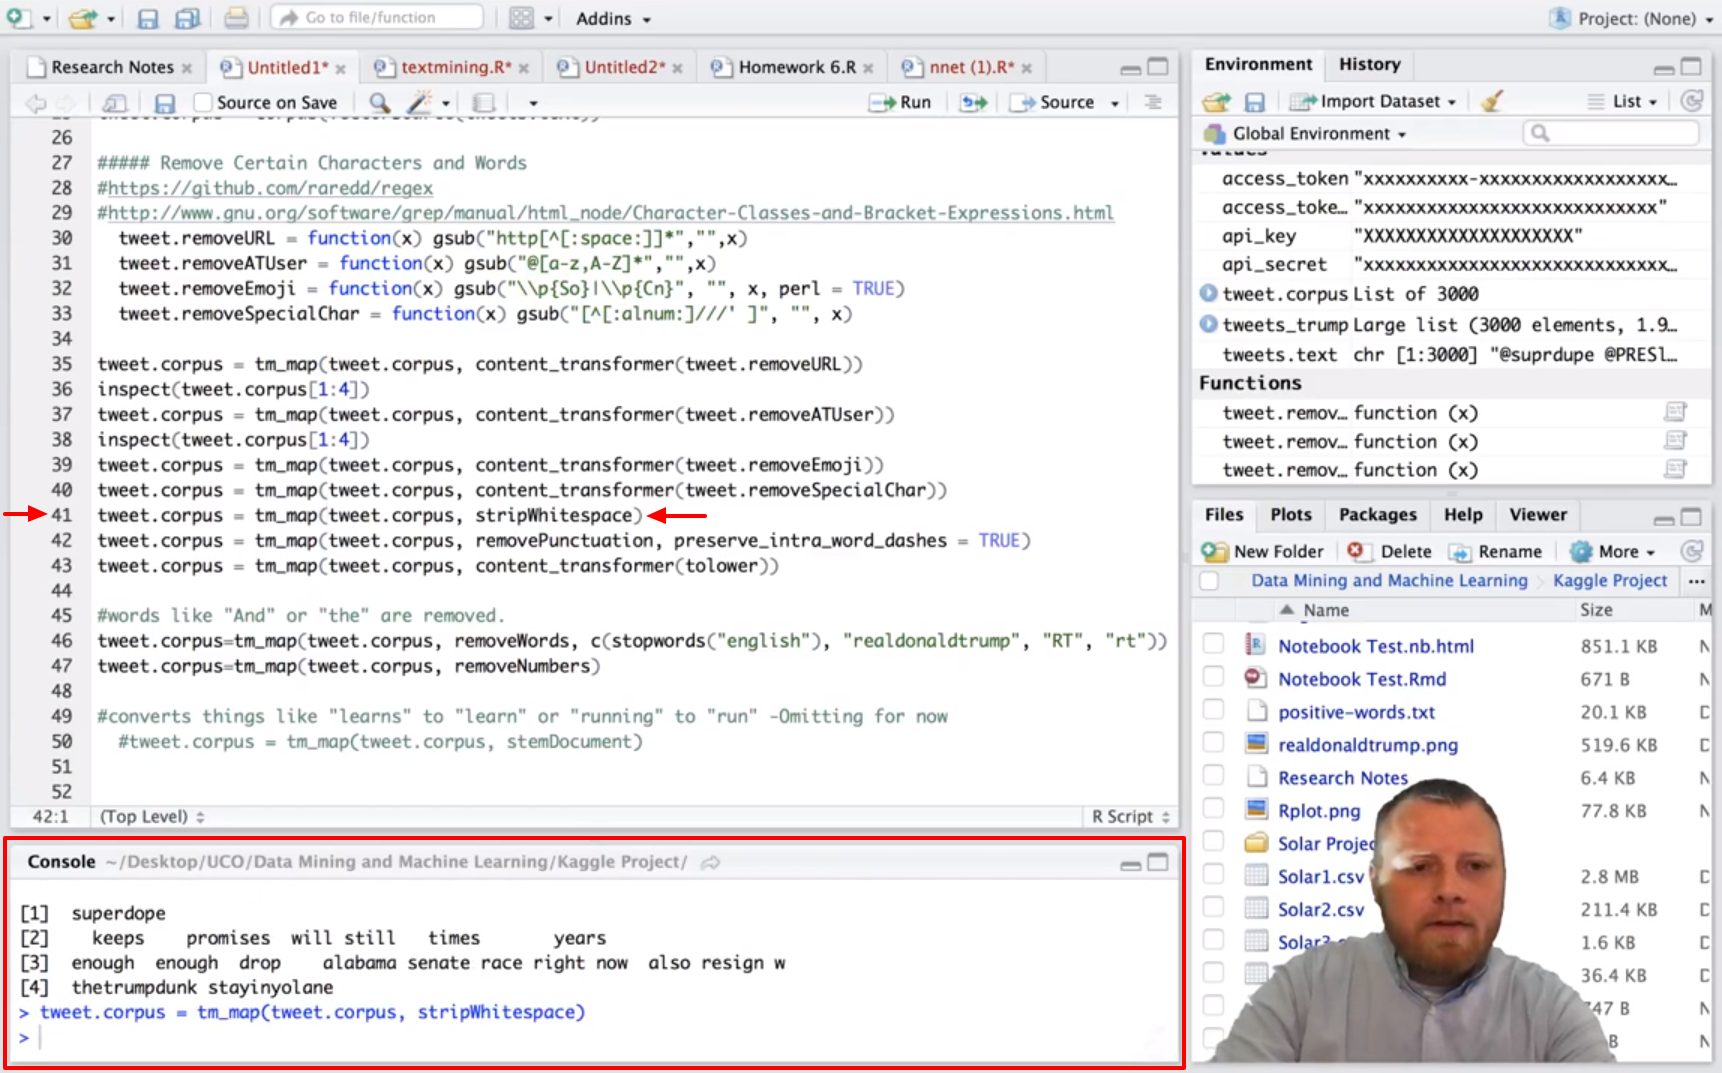 Go to file/function
Addins
Project: (None)
Research Notes
Untitled1*
textmining.R*
Untitled2*
Homework 6.R
nnet (1).R*
Source on Save
Run
Source
26
27 ##### Remove Certain Characters and Words
28 #https://github.com/raredd/regex
29 #http://www.gnu.org/software/grep/manual/html_node/Character-Classes-and-Bracket-Expressions.html
30 tweet.removeURL = function(x) gsub("http[^[:space:]]*","",x)
31 tweet.removeATUser = function(x) gsub("@[a-z,A-Z]*","",x)
32 tweet.removeEmoji = function(x) gsub("\\p{So}|\\p{Cn}", "", x, perl = TRUE)
33 tweet.removeSpecialChar = function(x) gsub("[^[:alnum:]///' ]", "", x)
34
35 tweet.corpus = tm_map(tweet.corpus, content_transformer(tweet.removeURL))
36 inspect(tweet.corpus[1:4])
37 tweet.corpus = tm_map(tweet.corpus, content_transformer(tweet.removeATUser))
38 inspect(tweet.corpus[1:4])
39 tweet.corpus = tm_map(tweet.corpus, content_transformer(tweet.removeEmoji))
40 tweet.corpus = tm_map(tweet.corpus, content_transformer(tweet.removeSpecialChar))
41 tweet.corpus = tm_map(tweet.corpus, stripWhitespace)
42 tweet.corpus = tm_map(tweet.corpus, removePunctuation, preserve_intra_word_dashes = TRUE)
43 tweet.corpus = tm_map(tweet.corpus, content_transformer(tolower))
44
45 #words like "And" or "the" are removed.
46 tweet.corpus=tm_map(tweet.corpus, removeWords, c(stopwords("english"), "realdonaldtrump", "RT", "rt"))
47 tweet.corpus=tm_map(tweet.corpus, removeNumbers)
48
49 #converts things like "learns" to "learn" or "running" to "run" -Omitting for now
50 #tweet.corpus = tm_map(tweet.corpus, stemDocument)
51
52
42:1 (Top Level) R Script
Console ~/Desktop/UCO/Data Mining and Machine Learning/Kaggle Project/
[1] superdope
[2] keeps promises will still times years
[3] enough enough drop alabama senate race right now also resign w
[4] thetrumpdunk stayinyolane
> tweet.corpus = tm_map(tweet.corpus, stripWhitespace)
>
Environment History
Import Dataset List
Global Environment
Values
access_token "xxxxxxxxxx-xxxxxxxxxxxxxxxxxx…
access_toke… "xxxxxxxxxxxxxxxxxxxxxxxxxxxx"
api_key "XXXXXXXXXXXXXXXXXXXX"
api_secret "xxxxxxxxxxxxxxxxxxxxxxxxxxxxx…
tweet.corpus List of 3000
tweets_trump Large list (3000 elements, 1.9…
tweets.text chr [1:3000] "@suprdupe @PRESl…
Functions
tweet.remov… function (x)
tweet.remov… function (x)
tweet.remov… function (x)
Files Plots Packages Help Viewer
New Folder Delete Rename More
Data Mining and Machine Learning Kaggle Project ...
Name Size M
Notebook Test.nb.html 851.1 KB N
Notebook Test.Rmd 671 B N
positive-words.txt 20.1 KB D
realdonaldtrump.png 519.6 KB D
Research Notes 6.4 KB N
Rplot.png 77.8 KB D
Solar Projec
Solar1.csv 2.8 MB D
Solar2.csv 211.4 KB D
1.6 KB N
36.4 KB D
747 B N
B N